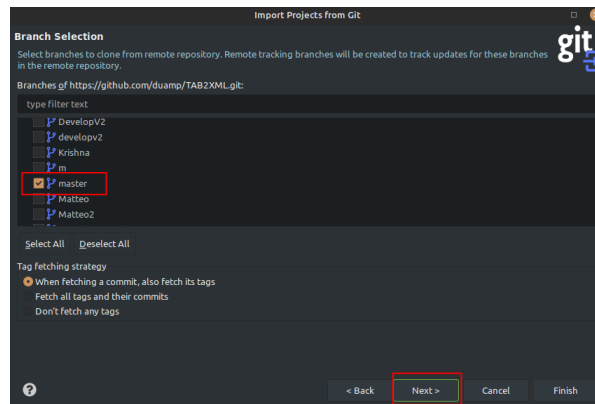 Import Projects from Git
Branch Selection
Select branches to clone from remote repository. Remote tracking branches will be created to track updates for these branches
in the remote repository.
git
Branches of https://github.com/duamp/TAB2XML.git:
type filter text
DevelopV2
developv2
Krishna
m
master
Matteo
Matteo2
Select All Deselect All
Tag fetching strategy
When fetching a commit, also fetch its tags
Fetch all tags and their commits
Don't fetch any tags
? < Back Next > Cancel Finish